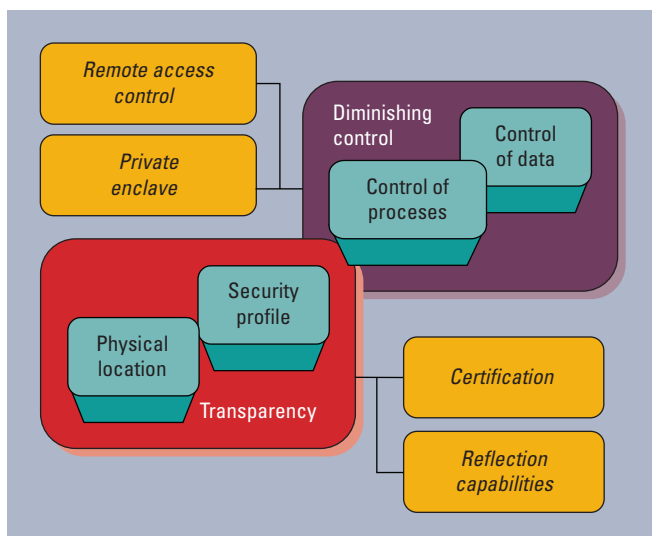 Remote access
control
Private
enclave
Diminishing
control
Control
of data
Control of
proceses
Security
profile
Physical
location
Transparency
Certification
Reflection
capabilities